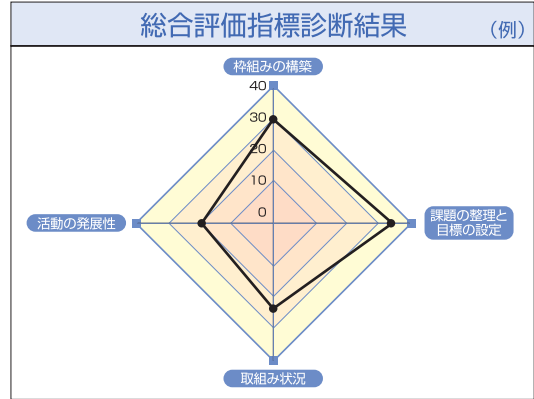 総合評価指標診断結果
（例）
枠組みの構築
40
30
20
10
0
活動の発展性
課題の整理と
目標の設定
取組み状況